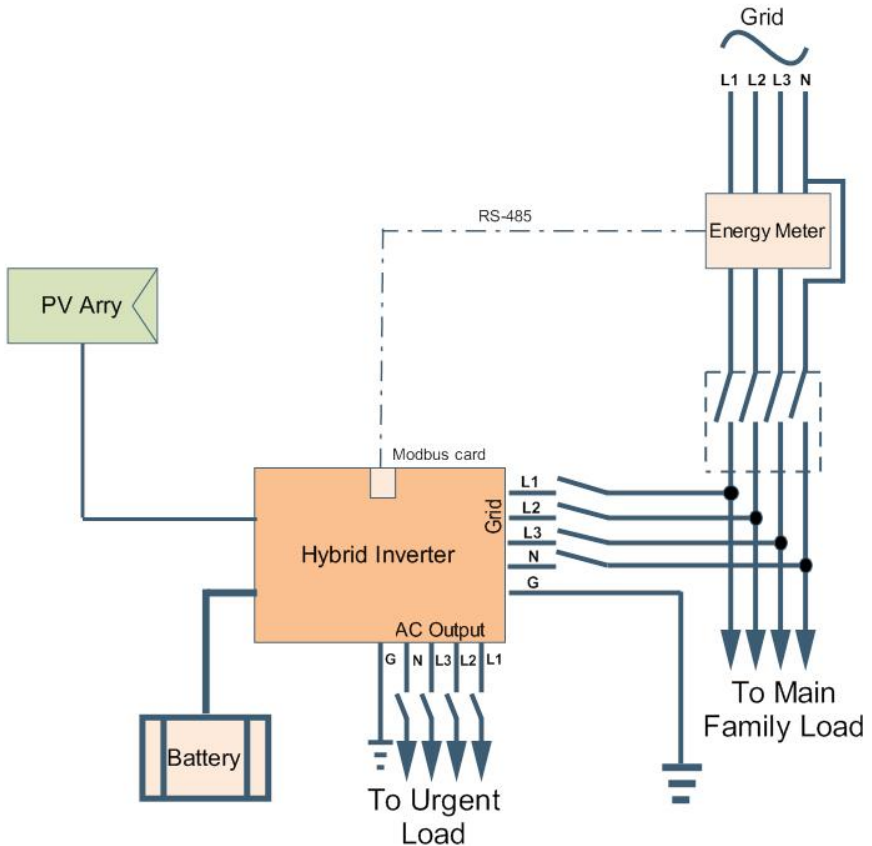 Grid
L1 L2 L3 N
RS-485
Energy Meter
PV Arry
Modbus card
L1
L2
L3
N
G
Grid
Hybrid Inverter
AC Output
G N L3 L2 L1
To Main
Family Load
Battery
To Urgent
Load